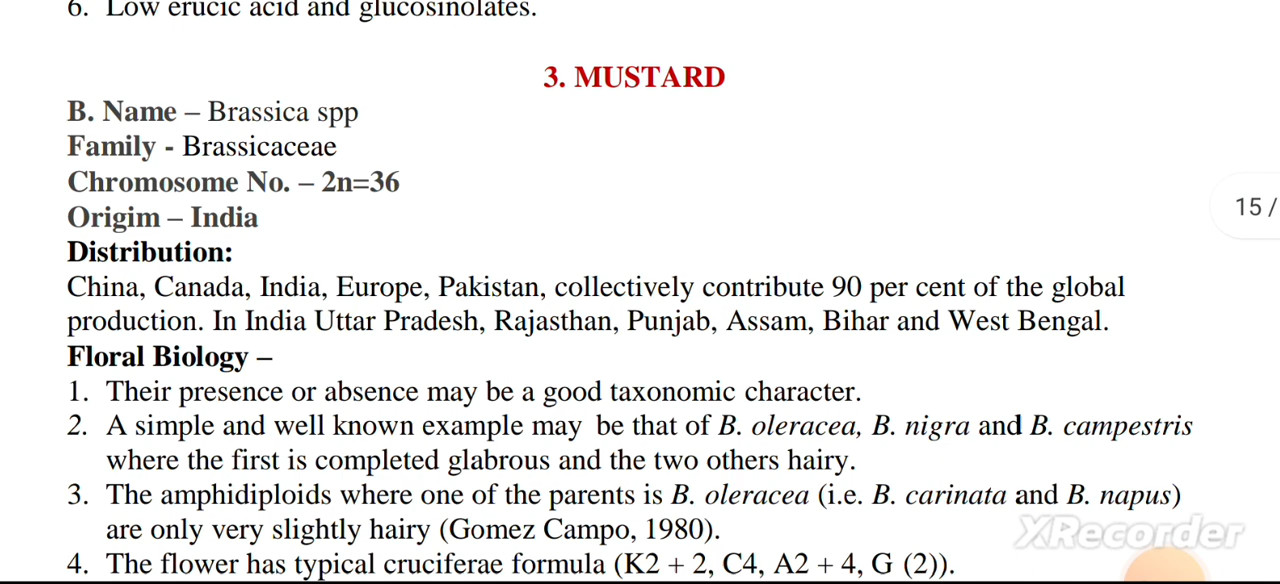 6. Low erucic acid and glucosinolates.
3. MUSTARD
B. Name – Brassica spp
Family - Brassicaceae
Chromosome No. – 2n=36
Origim – India
15 /
Distribution:
China, Canada, India, Europe, Pakistan, collectively contribute 90 per cent of the global
production. In India Uttar Pradesh, Rajasthan, Punjab, Assam, Bihar and West Bengal.
Floral Biology –
1. Their presence or absence may be a good taxonomic character.
2. A simple and well known example may be that of B. oleracea, B. nigra and B. campestris
where the first is completed glabrous and the two others hairy.
3. The amphidiploids where one of the parents is B. oleracea (i.e. B. carinata and B. napus)
are only very slightly hairy (Gomez Campo, 1980).
XRecorder
4. The flower has typical cruciferae formula (K2 + 2, C4, A2 + 4, G (2)).